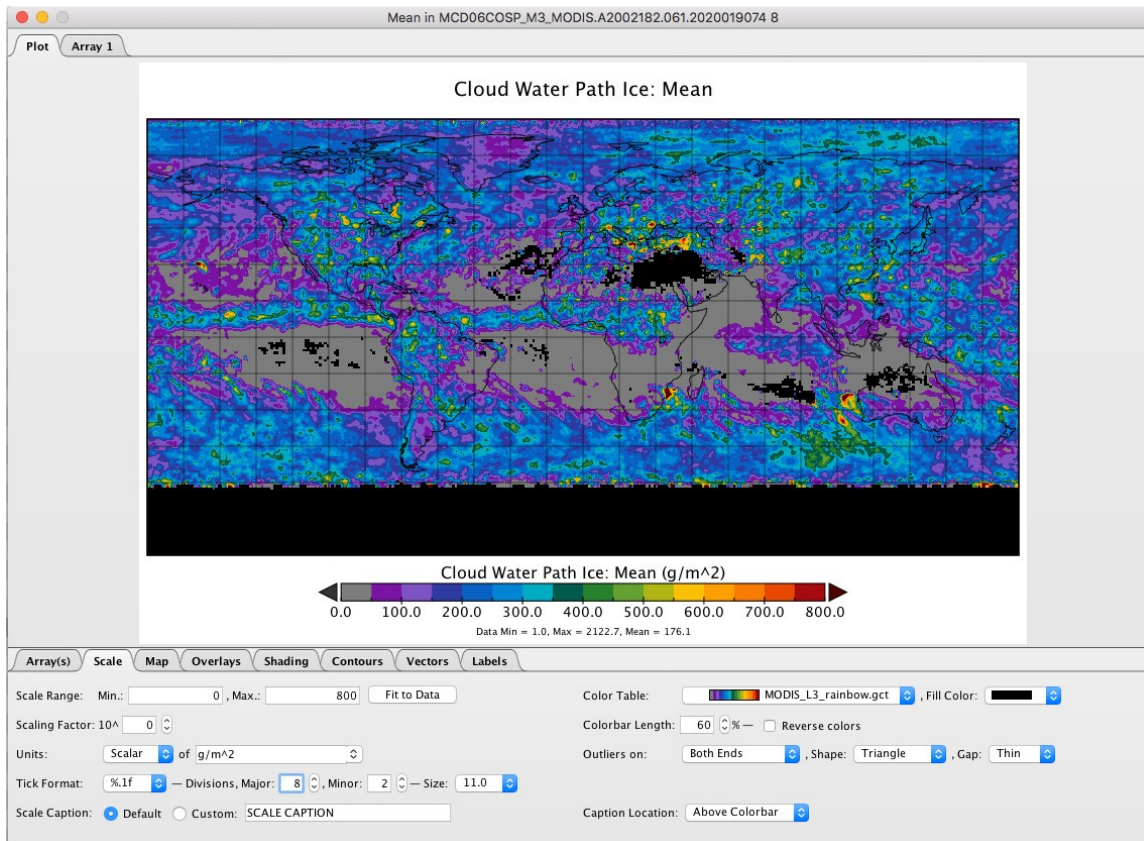 Mean in MCD06COSP_M3_MODIS.A2002182.061.2020019074 8
Plot Array 1
Cloud Water Path Ice: Mean
Cloud Water Path Ice: Mean (g/m^2)
0.0 100.0 200.0 300.0 400.0 500.0 600.0 700.0 800.0
Data Min = 1.0, Max = 2122.7, Mean = 176.1
Array(s) Scale Map Overlays Shading Contours Vectors Labels
Scale Range: Min.: 0 , Max.: 800 Fit to Data
Color Table: MODIS_L3_rainbow.gct , Fill Color:
Scaling Factor: 10^ 0
Colorbar Length: 60 % — Reverse colors
Units: Scalar of g/m^2
Outliers on: Both Ends , Shape: Triangle , Gap: Thin
Tick Format: %.1f — Divisions, Major: 8 , Minor: 2 — Size: 11.0
Scale Caption: Default Custom: SCALE CAPTION
Caption Location: Above Colorbar